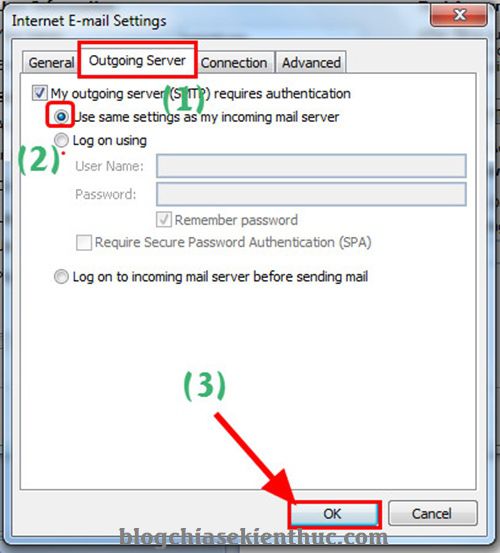 Internet E-mail Settings
General Outgoing Server Connection Advanced
(1)
My outgoing server (SMTP) requires authentication
Use same settings as my incoming mail server
(2)
Log on using
User Name:
Password:
Remember password
Require Secure Password Authentication (SPA)
Log on to incoming mail server before sending mail
(3)
OK Cancel
blogchiasekienthuc.com